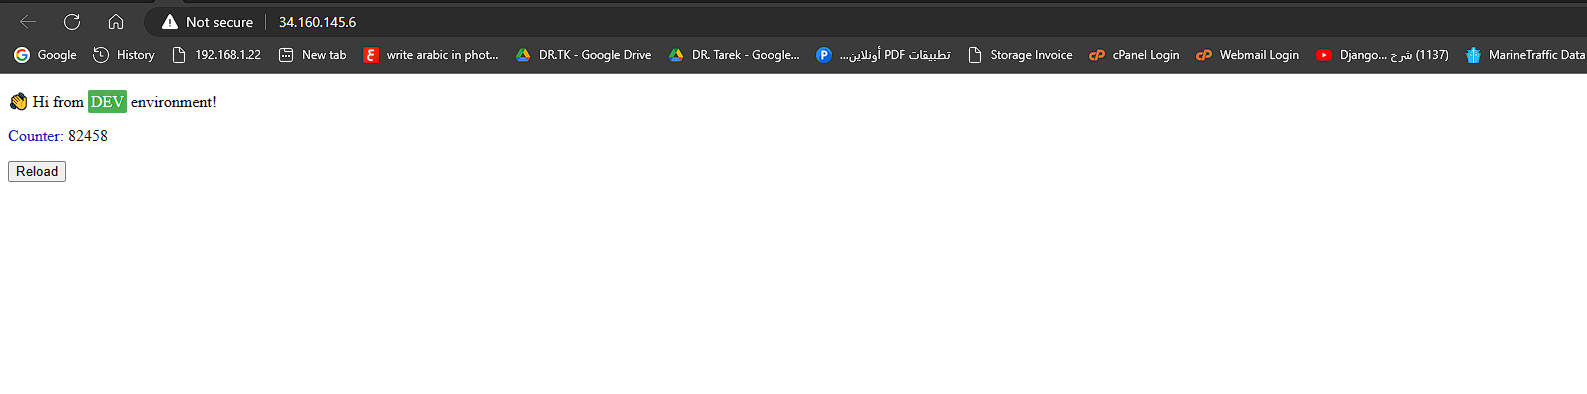 Not secure 34.160.145.6
Google History 192.168.1.22 New tab write arabic in phot... DR.TK - Google Drive DR. Tarek - Google... تطبيقات PDF أونلاين... Storage Invoice cPanel Login Webmail Login Django... شرح (1137) MarineTraffic Data
👋 Hi from DEV environment!
Counter: 82458
Reload